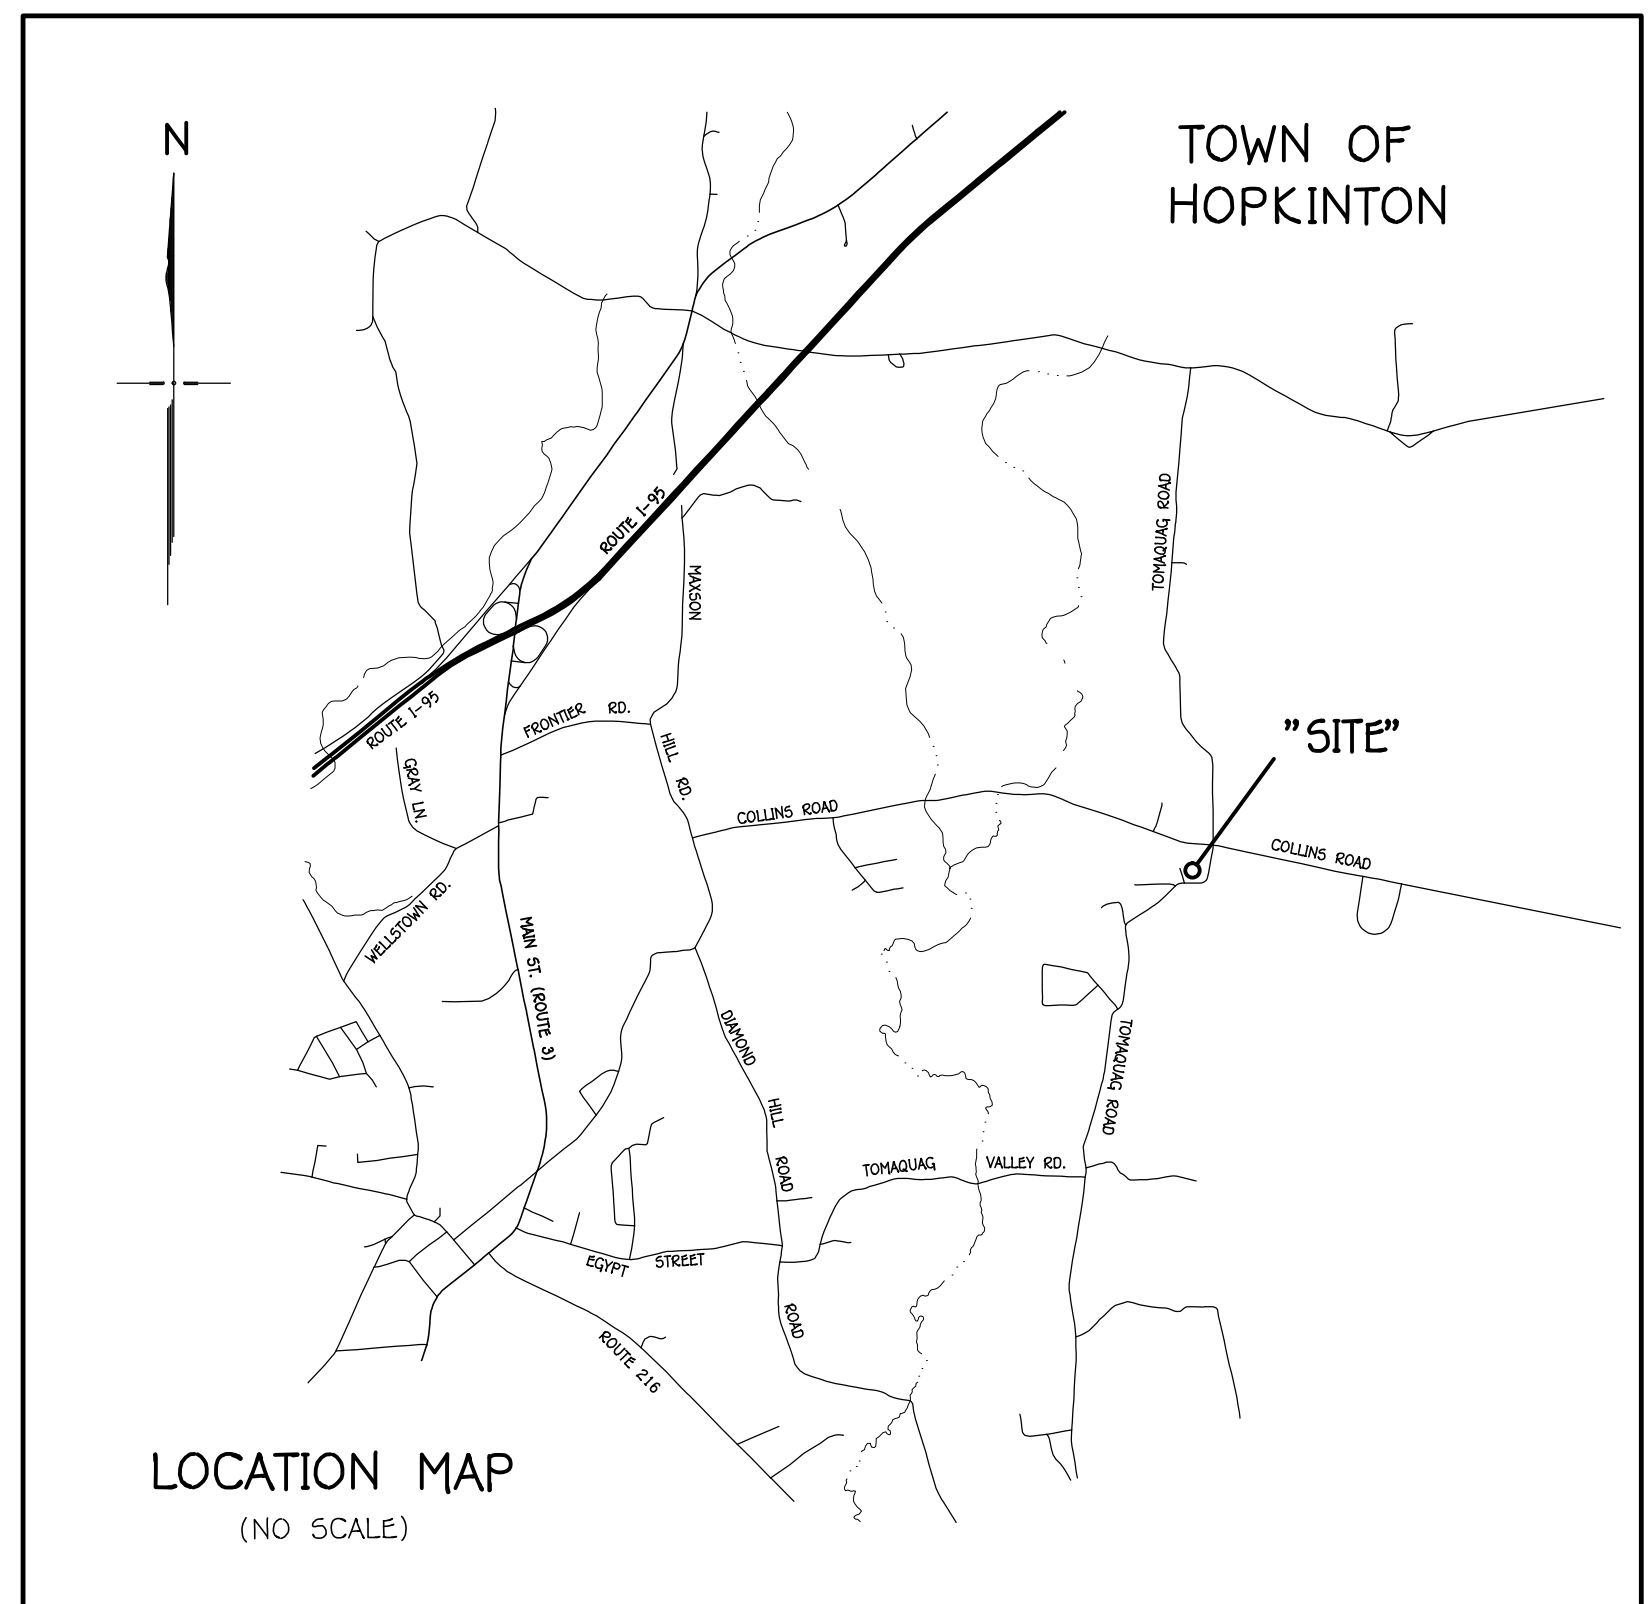 N
TOWN OF
HOPKINTON
TOMAQUAG ROAD
ROUTE I-95
MAXSON
ROUTE I-95
FRONTIER RD.
HILL RD.
"SITE"
GRAY LN.
COLLINS ROAD
COLLINS ROAD
WELLSTOWN RD.
MAIN ST. (ROUTE 3)
DIAMOND
HILL
ROAD
TOMAQUAG ROAD
TOMAQUAG VALLEY RD.
EGYPT STREET
ROAD
ROUTE 216
LOCATION MAP
(NO SCALE)